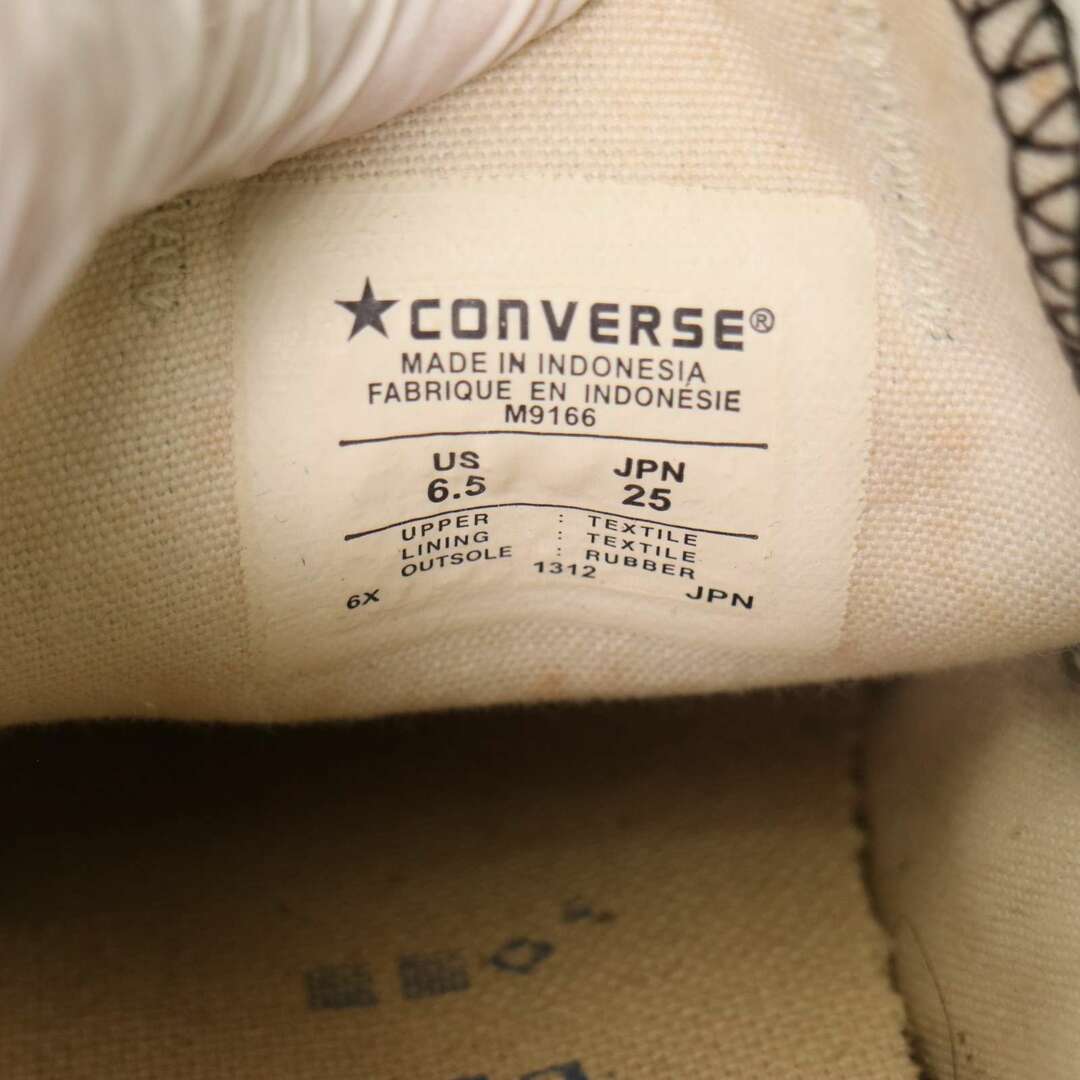 ★CONVERSE®
MADE IN INDONESIA
FABRIQUE EN INDONÉSIE
M9166
US JPN
6.5 25
UPPER : TEXTILE
LINING : TEXTILE
OUTSOLE : RUBBER
1312
6X JPN